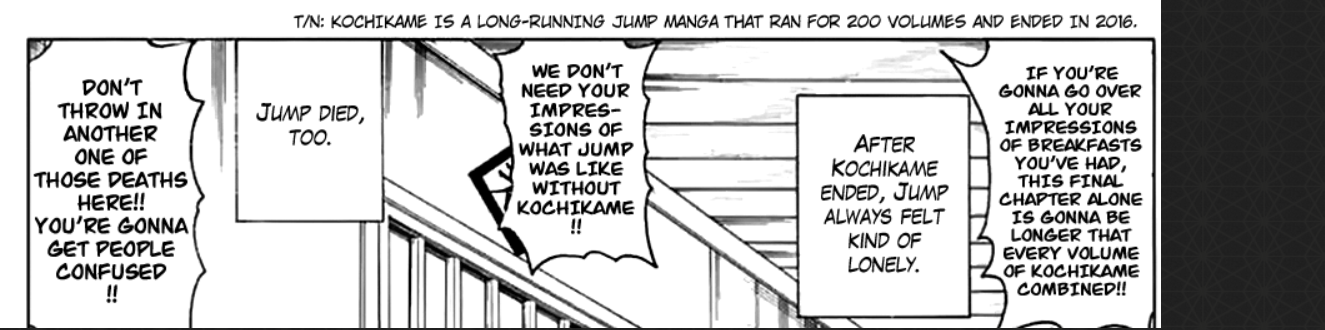 T/N: KOCHIKAME IS A LONG-RUNNING JUMP MANGA THAT RAN FOR 200 VOLUMES AND ENDED IN 2016.
IF YOU'RE
GONNA GO OVER
ALL YOUR
IMPRESSIONS
OF BREAKFASTS
YOU'VE HAD,
THIS FINAL
CHAPTER ALONE
IS GONNA BE
LONGER THAT
EVERY VOLUME
OF KOCHIKAME
COMBINED!!
AFTER
KOCHIKAME
ENDED, JUMP
ALWAYS FELT
KIND OF
LONELY.
WE DON'T
NEED YOUR
IMPRES-
SIONS OF
WHAT JUMP
WAS LIKE
WITHOUT
KOCHIKAME
!!
JUMP DIED,
TOO.
DON'T
THROW IN
ANOTHER
ONE OF
THOSE DEATHS
HERE!!
YOU'RE GONNA
GET PEOPLE
CONFUSED
!!